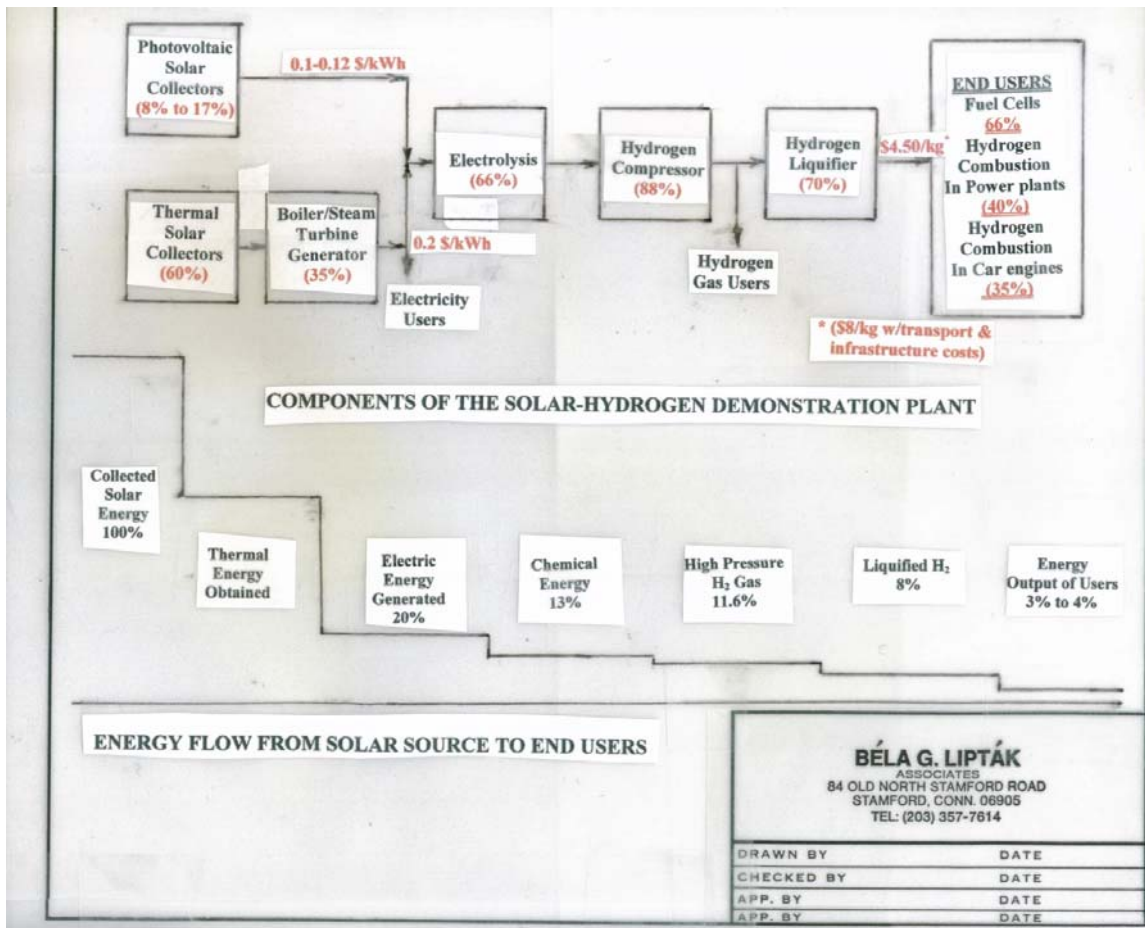 Photovoltaic
Solar
Collectors
(8% to 17%)
0.1-0.12 $/kWh
Thermal
Solar
Collectors
(60%)
Boiler/Steam
Turbine
Generator
(35%)
0.2 $/kWh
Electricity
Users
Electrolysis
(66%)
Hydrogen
Compressor
(88%)
Hydrogen
Gas Users
Hydrogen
Liquifier
(70%)
$4.50/kg*
END USERS
Fuel Cells
66%
Hydrogen
Combustion
In Power plants
(40%)
Hydrogen
Combustion
In Car engines
(35%)
* ($8/kg w/transport &
infrastructure costs)
COMPONENTS OF THE SOLAR-HYDROGEN DEMONSTRATION PLANT
Collected
Solar
Energy
100%
Thermal
Energy
Obtained
Electric
Energy
Generated
20%
Chemical
Energy
13%
High Pressure
H₂ Gas
11.6%
Liquified H₂
8%
Energy
Output of Users
3% to 4%
ENERGY FLOW FROM SOLAR SOURCE TO END USERS
BÉLA G. LIPTÁK
ASSOCIATES
84 OLD NORTH STAMFORD ROAD
STAMFORD, CONN. 06905
TEL: (203) 357-7614
DRAWN BY DATE
CHECKED BY DATE
APP. BY DATE
APP. BY DATE